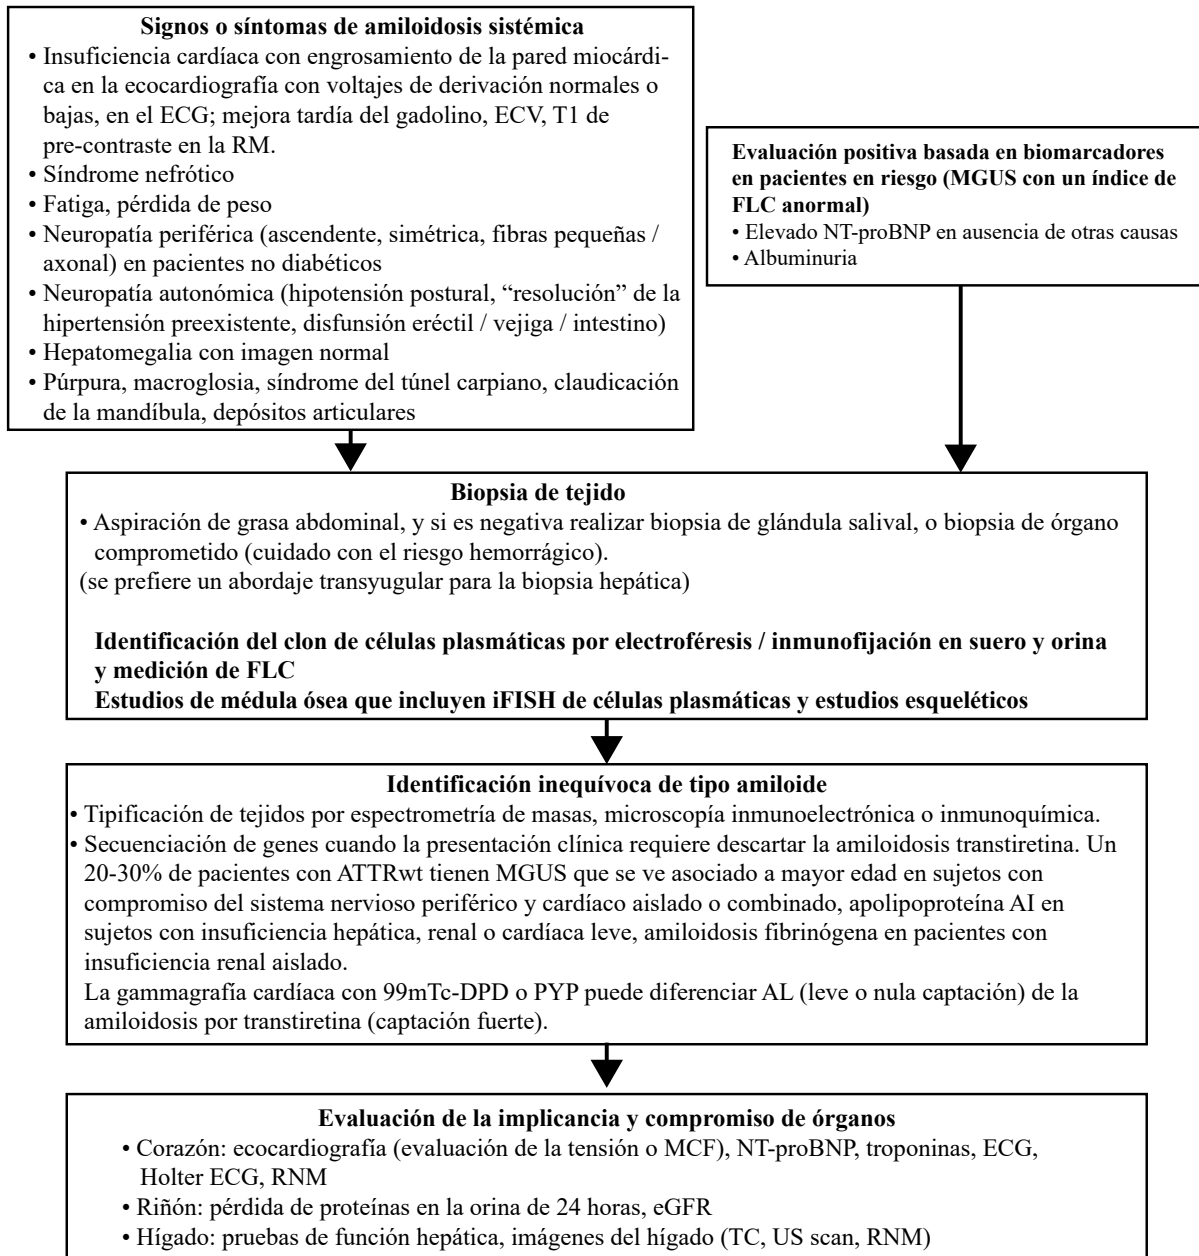 Signos o síntomas de amiloidosis sistémica
• Insuficiencia cardíaca con engrosamiento de la pared miocárdi-
ca en la ecocardiografía con voltajes de derivación normales o
bajas, en el ECG; mejora tardía del gadolino, ECV, T1 de
pre-contraste en la RM.
• Síndrome nefrótico
• Fatiga, pérdida de peso
• Neuropatía periférica (ascendente, simétrica, fibras pequeñas /
axonal) en pacientes no diabéticos
• Neuropatía autonómica (hipotensión postural, “resolución” de la
hipertensión preexistente, disfunsión eréctil / vejiga / intestino)
• Hepatomegalia con imagen normal
• Púrpura, macroglosia, síndrome del túnel carpiano, claudicación
de la mandíbula, depósitos articulares
Evaluación positiva basada en biomarcadores
en pacientes en riesgo (MGUS con un índice de
FLC anormal)
• Elevado NT-proBNP en ausencia de otras causas
• Albuminuria
Biopsia de tejido
• Aspiración de grasa abdominal, y si es negativa realizar biopsia de glándula salival, o biopsia de órgano
comprometido (cuidado con el riesgo hemorrágico).
(se prefiere un abordaje transyugular para la biopsia hepática)
Identificación del clon de células plasmáticas por electroféresis / inmunofijación en suero y orina
y medición de FLC
Estudios de médula ósea que incluyen iFISH de células plasmáticas y estudios esqueléticos
Identificación inequívoca de tipo amiloide
• Tipificación de tejidos por espectrometría de masas, microscopía inmunoelectrónica o inmunoquímica.
• Secuenciación de genes cuando la presentación clínica requiere descartar la amiloidosis transtiretina. Un
20-30% de pacientes con ATTRwt tienen MGUS que se ve asociado a mayor edad en sujetos con
compromiso del sistema nervioso periférico y cardíaco aislado o combinado, apolipoproteína AI en
sujetos con insuficiencia hepática, renal o cardíaca leve, amiloidosis fibrinógena en pacientes con
insuficiencia renal aislado.
La gammagrafía cardíaca con 99mTc-DPD o PYP puede diferenciar AL (leve o nula captación) de la
amiloidosis por transtiretina (captación fuerte).
Evaluación de la implicancia y compromiso de órganos
• Corazón: ecocardiografía (evaluación de la tensión o MCF), NT-proBNP, troponinas, ECG,
Holter ECG, RNM
• Riñón: pérdida de proteínas en la orina de 24 horas, eGFR
• Hígado: pruebas de función hepática, imágenes del hígado (TC, US scan, RNM)